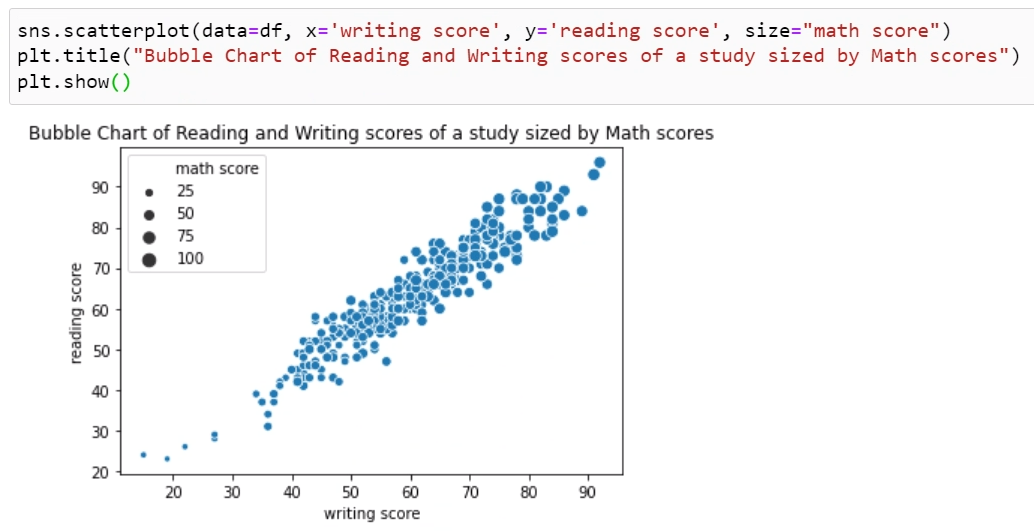 sns.scatterplot(data=df, x='writing score', y='reading score', size="math score")
plt.title("Bubble Chart of Reading and Writing scores of a study sized by Math scores")
plt.show()
Bubble Chart of Reading and Writing scores of a study sized by Math scores
math score
25
50
75
100
90
80
70
60
50
40
30
20
reading score
20 30 40 50 60 70 80 90
writing score